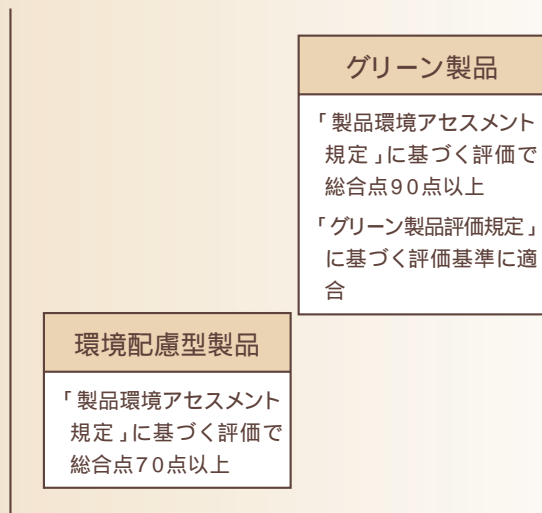 グリーン製品
「製品環境アセスメント
規定」に基づく評価で
総合点90点以上
「グリーン製品評価規定」
に基づく評価基準に適
合
環境配慮型製品
「製品環境アセスメント
規定」に基づく評価で
総合点70点以上